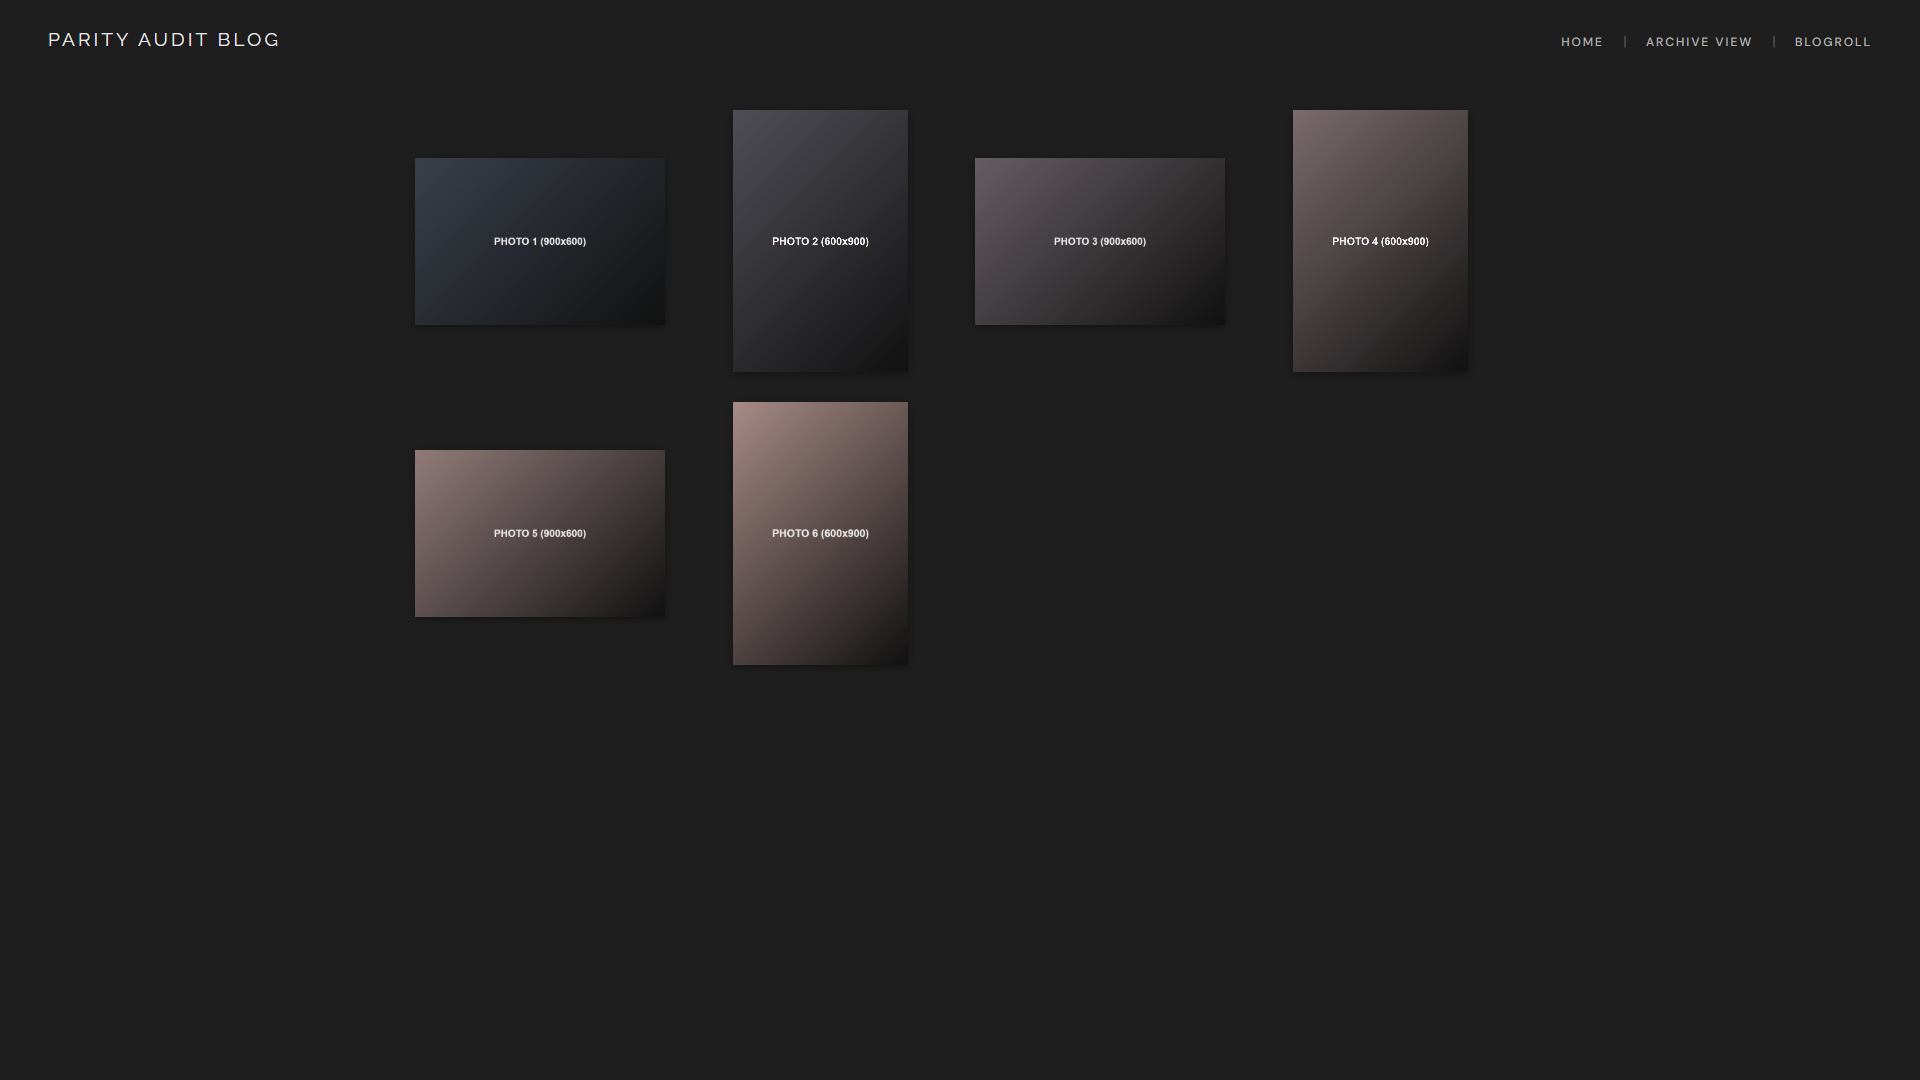 PARITY AUDIT BLOG
HOME | ARCHIVE VIEW | BLOGROLL
PHOTO 1 (900x600)
PHOTO 2 (600x900)
PHOTO 3 (900x600)
PHOTO 4 (600x900)
PHOTO 5 (900x600)
PHOTO 6 (600x900)